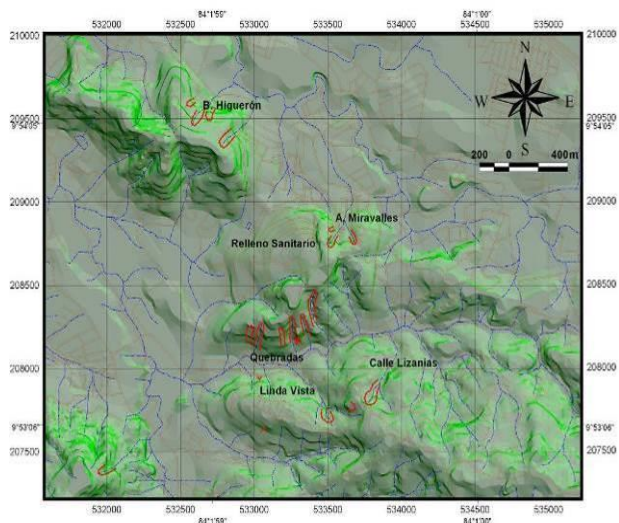 84°1'59" 84°1'00"
532000 532500 533000 533500 534000 534500 535000
210000 210000
N
W E
S
B. Higuerón
209500 209500
9°54'05" 9°54'05"
200 0 400m
209000 209000
A. Miravalles
Relleno Sanitario
208500 208500
Quebradas
Calle Lizanias
208000 208000
Linda Vista
9°53'06" 9°53'06"
207500 207500
532000 532500 533000 533500 534000 534500 535000
84°1'59" 84°1'00"